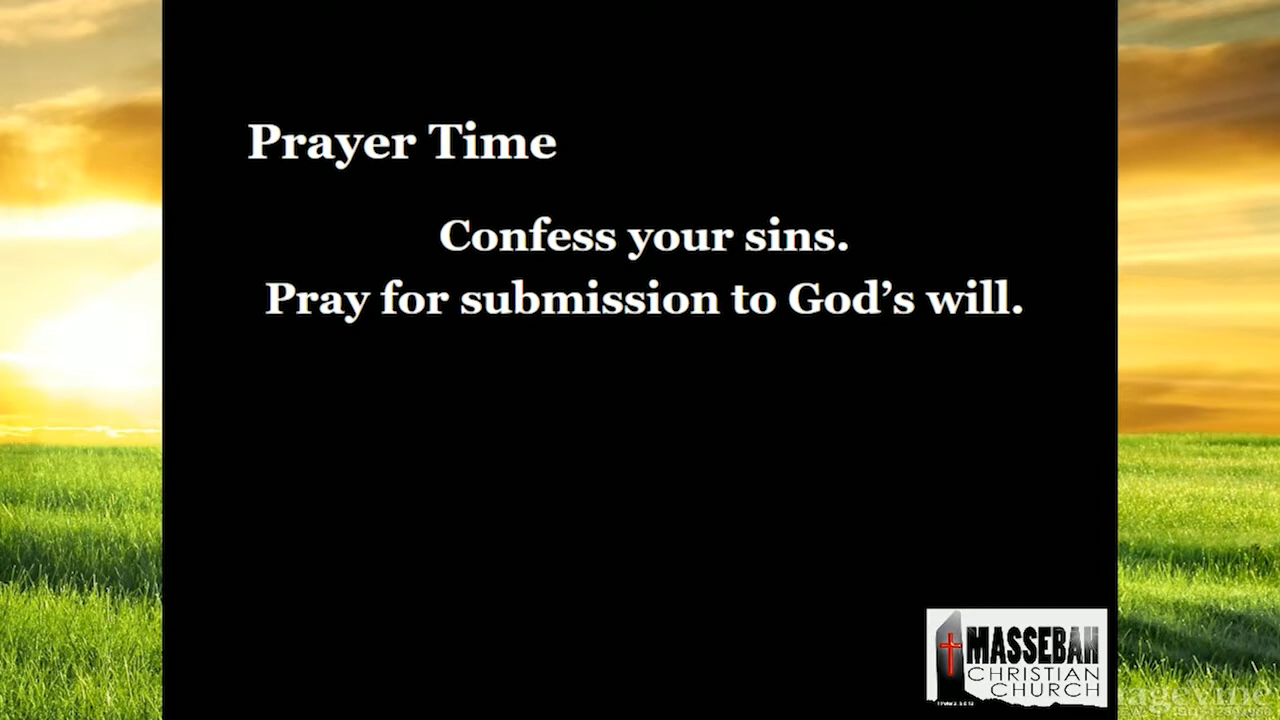 Prayer Time
Confess your sins.
Pray for submission to God’s will.
MASSEBAH
CHRISTIAN
CHURCH